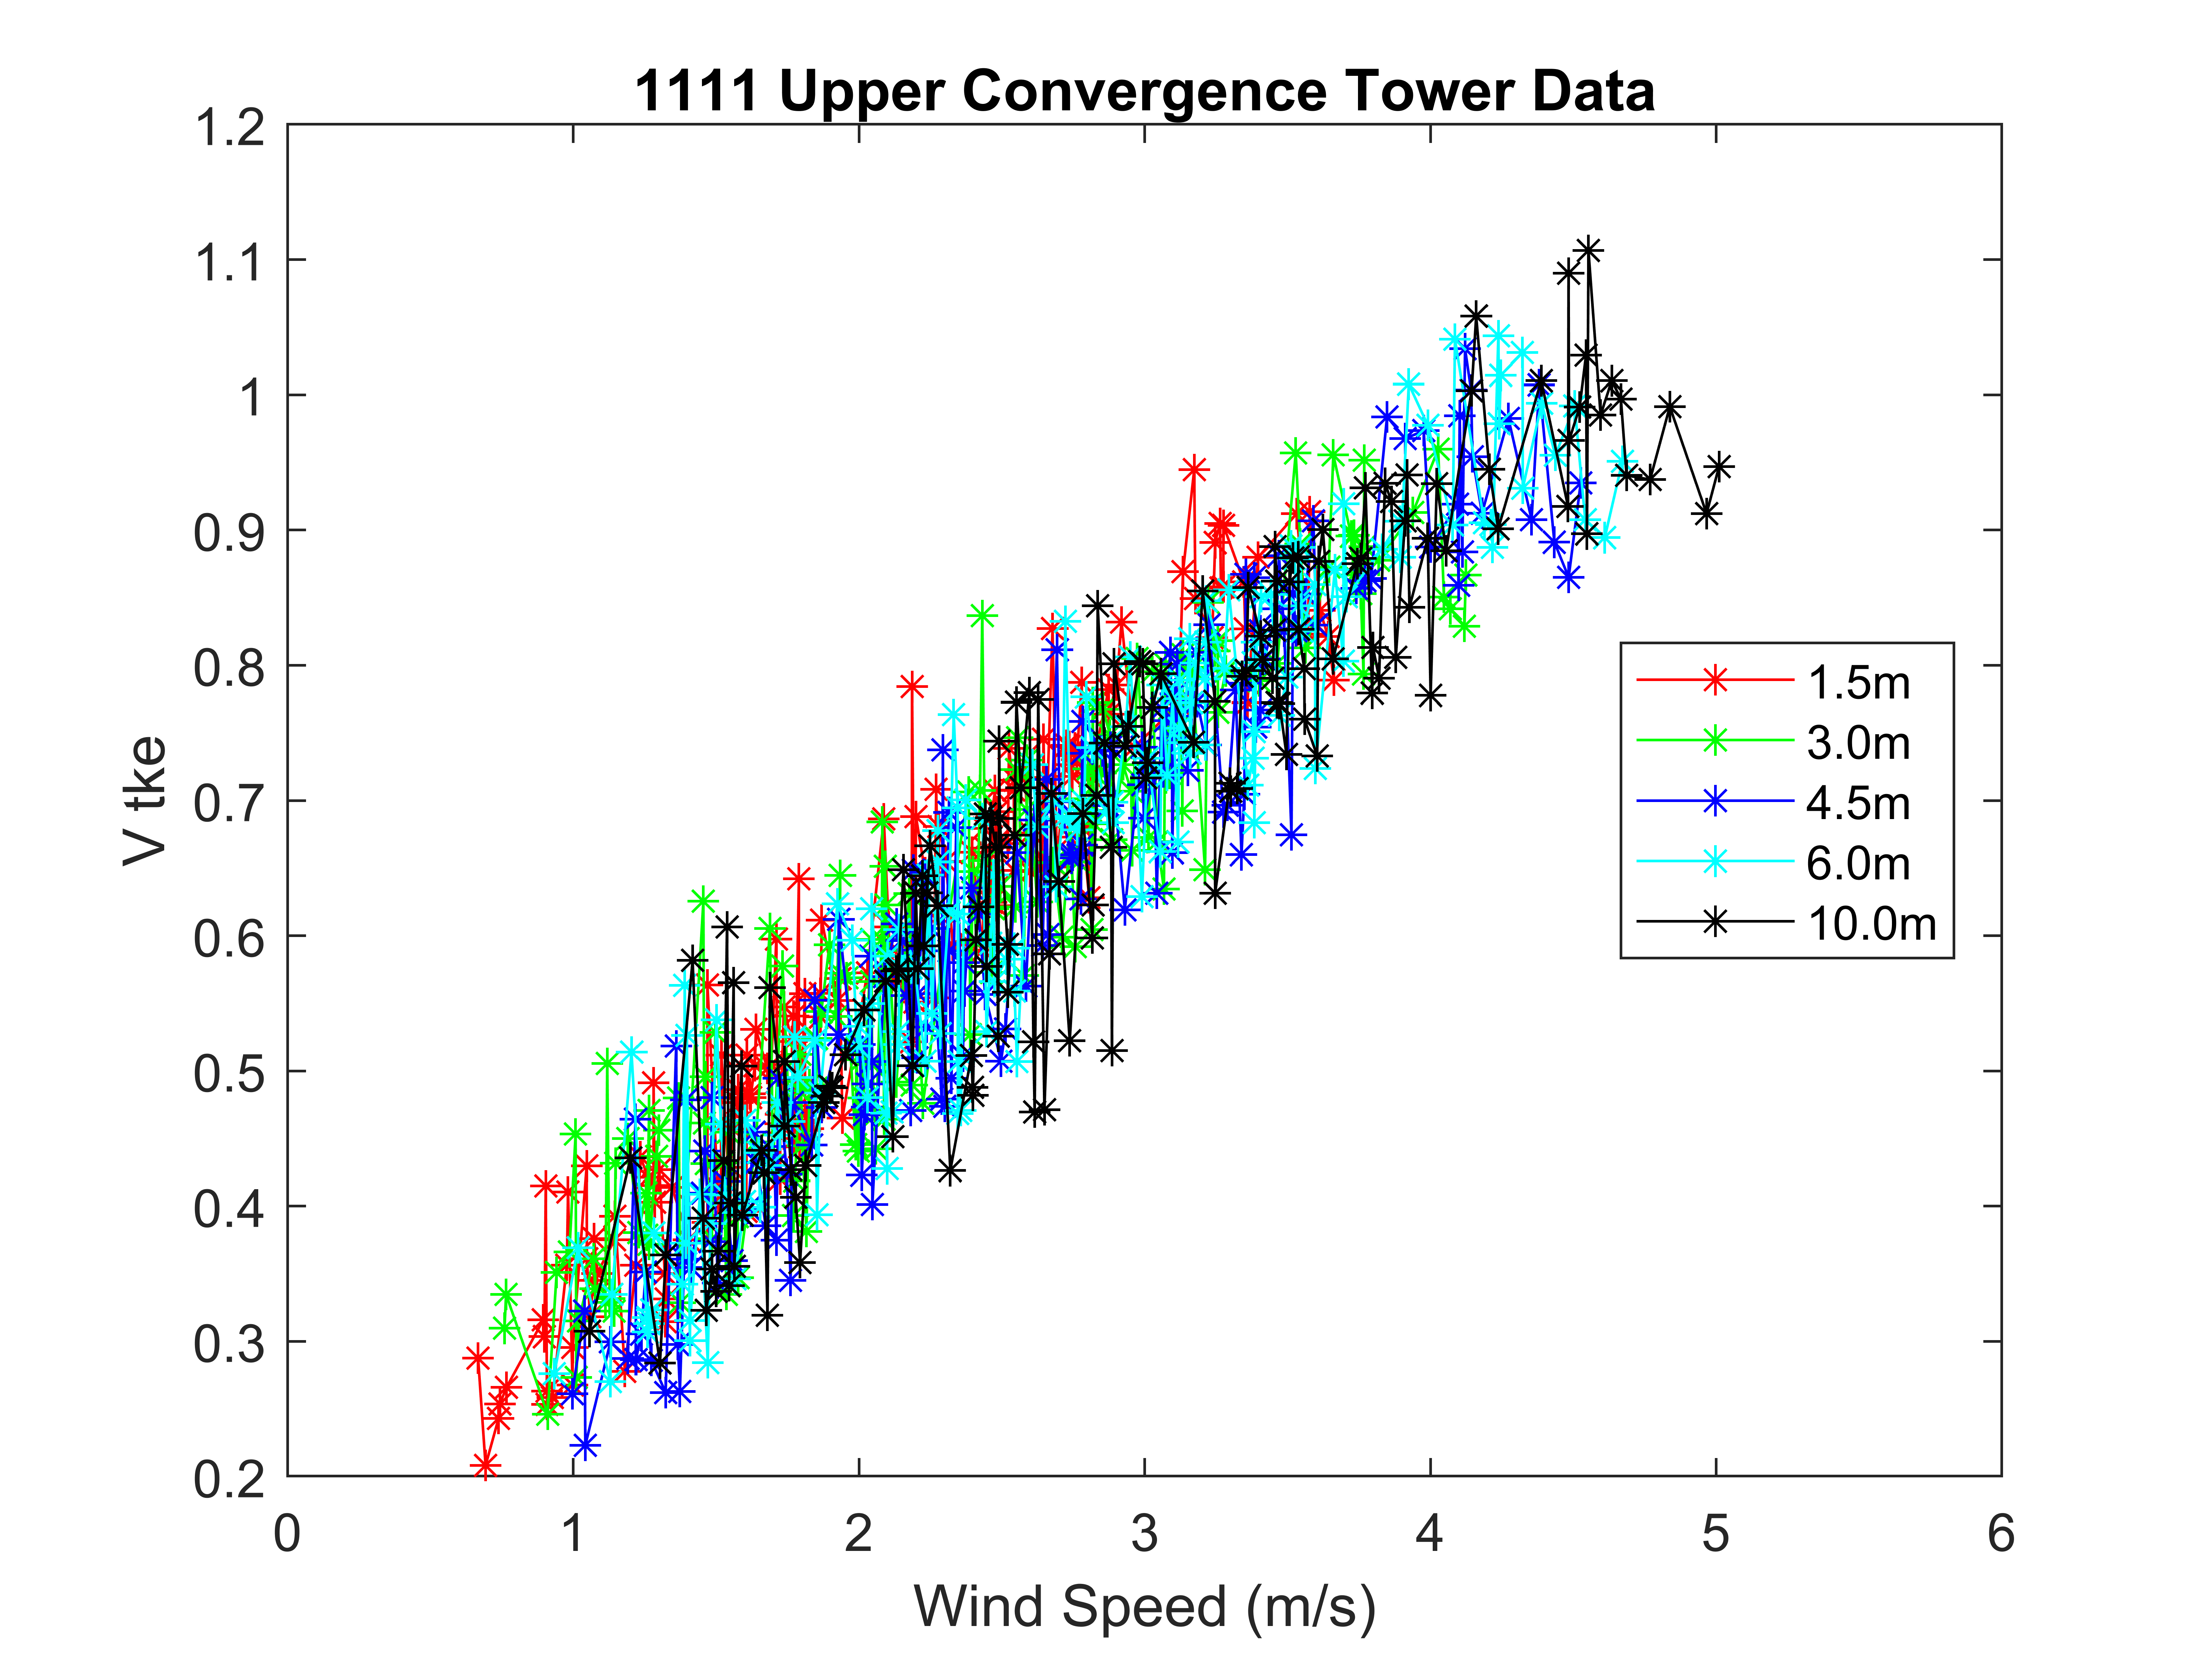 1111 Upper Convergence Tower Data
1.2
1.1
1
0.9
0.8
0.7
0.6
0.5
0.4
0.3
0.2
V tke
1.5m
3.0m
4.5m
6.0m
10.0m
0 1 2 3 4 5 6
Wind Speed (m/s)